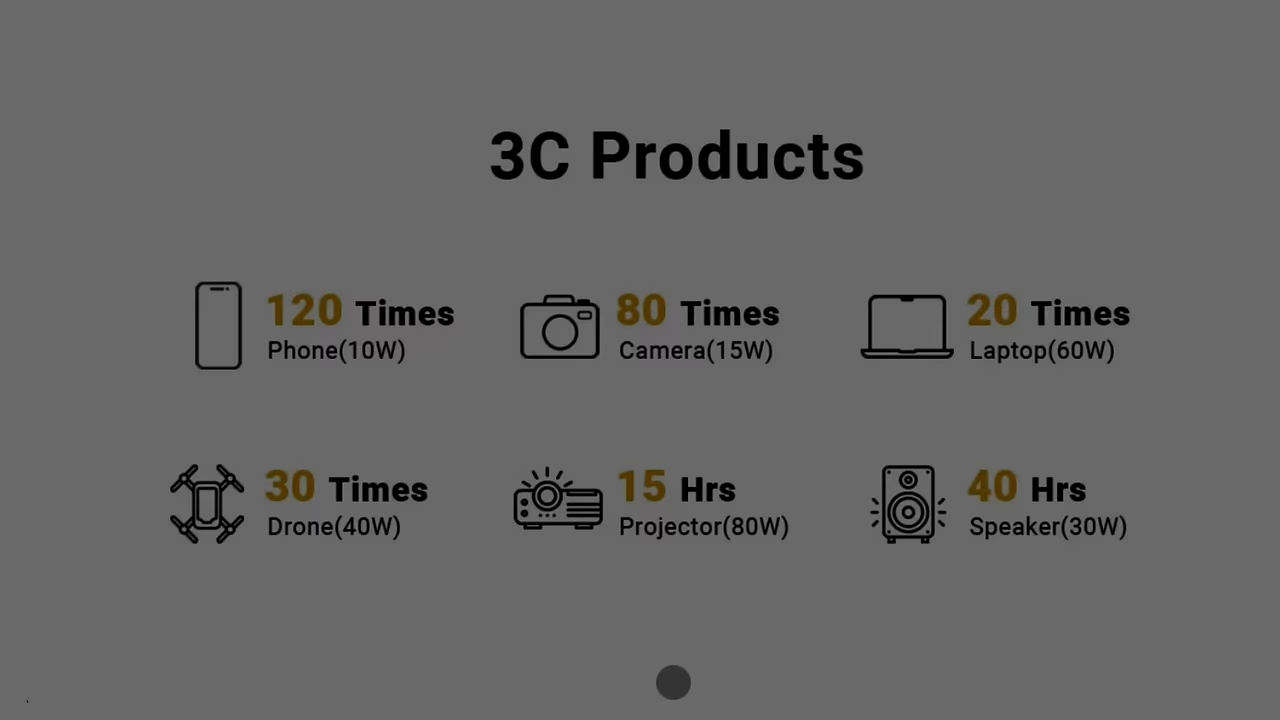 3C Products
120 Times
Phone(10W)
80 Times
Camera(15W)
20 Times
Laptop(60W)
30 Times
Drone(40W)
15 Hrs
Projector(80W)
40 Hrs
Speaker(30W)